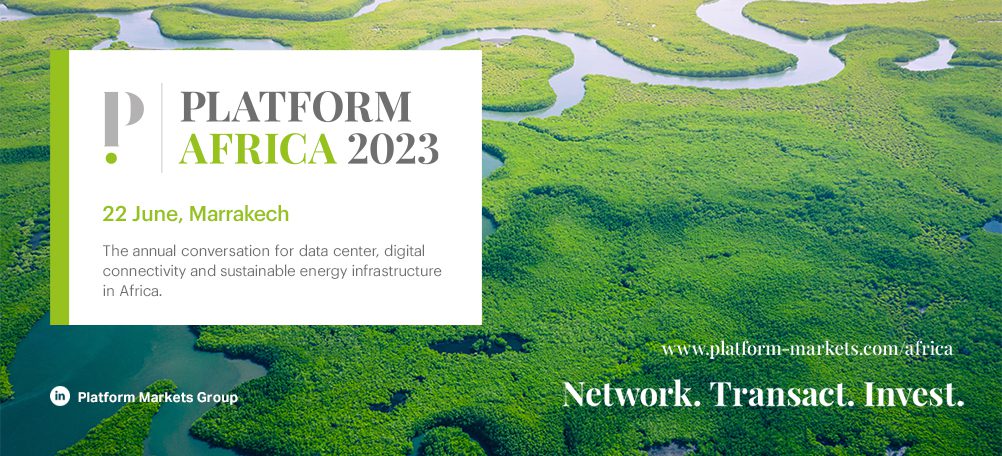 PLATFORM
AFRICA 2023
22 June, Marrakech
The annual conversation for data center, digital
connectivity and sustainable energy infrastructure
in Africa.
www.platform-markets.com/africa
in Platform Markets Group
Network. Transact. Invest.